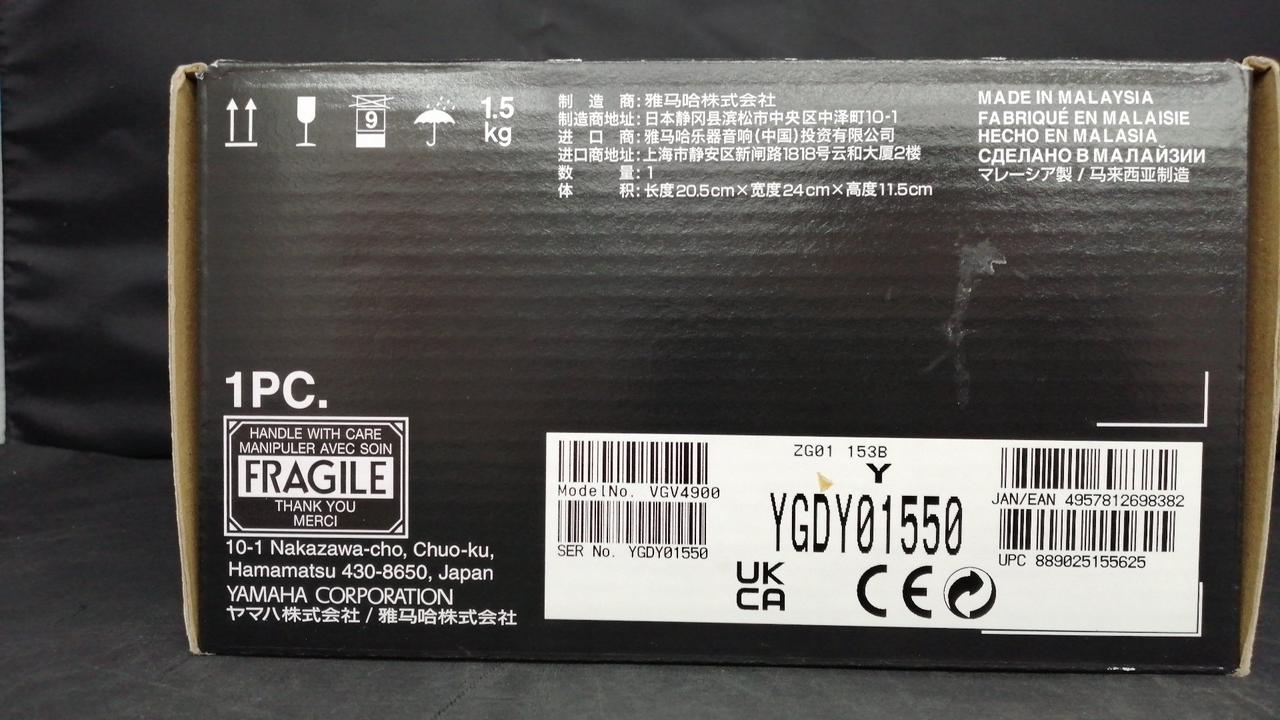 9
1.5
kg
制造商:雅马哈株式会社
制造商地址:日本静冈县滨松市中央区中泽町10-1
进口商:雅马哈乐器音响(中国)投资有限公司
进口商地址:上海市静安区新闸路1818号云和大厦2楼
数量:1
体积:长度20.5cm×宽度24cm×高度11.5cm
MADE IN MALAYSIA
FABRIQUÉ EN MALAISIE
HECHO EN MALASIA
СДЕЛАНО В МАЛАЙЗИИ
マレーシア製 / 马来西亚制造
1PC.
HANDLE WITH CARE
MANIPULER AVEC SOIN
FRAGILE
THANK YOU
MERCI
10-1 Nakazawa-cho, Chuo-ku,
Hamamatsu 430-8650, Japan
YAMAHA CORPORATION
ヤマハ株式会社 / 雅马哈株式会社
ModelNo. VGV4900
SER No. YGDY01550
ZG01 153B
Y
YGDY01550
UK
CA
CE
JAN/EAN 4957812698382
UPC 889025155625